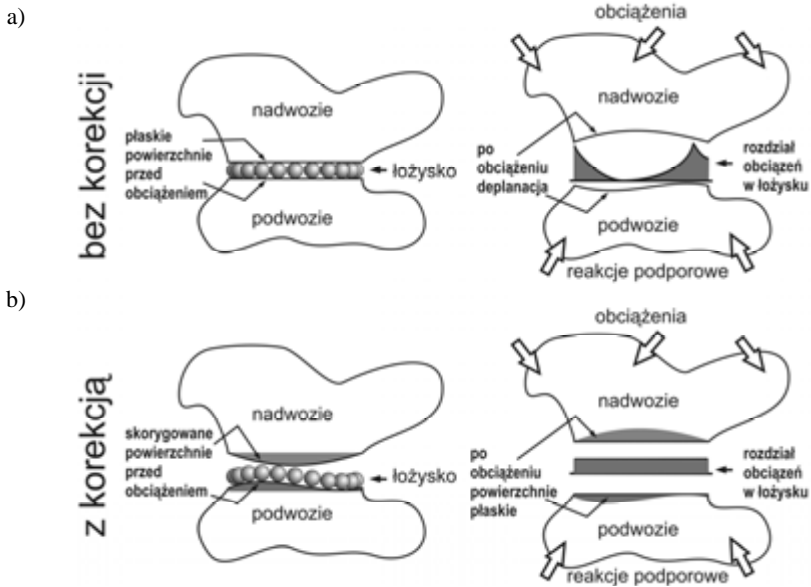 a)
bez korekcji
nadwozie
płaskie
powierzchnie
przed
obciążeniem
łożysko
podwozie
obciążenia
nadwozie
po
obciążeniu
deplanacja
rozdział
obciązeń
w łożysku
podwozie
reakcje podporowe
b)
z korekcją
nadwozie
skorygowane
powierzchnie
przed
obciążeniem
łożysko
podwozie
obciążenia
nadwozie
po
obciążeniu
powierzchnie
płaskie
rozdział
obciązeń
w łożysku
podwozie
reakcje podporowe